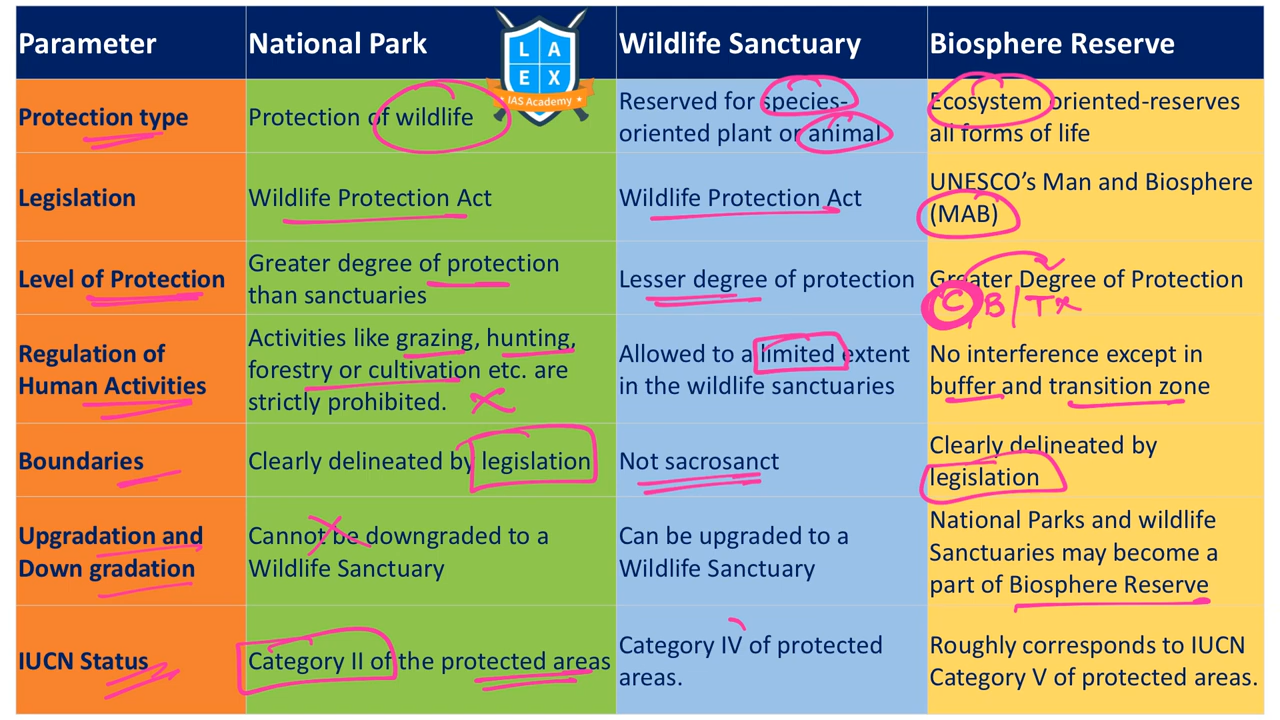 Parameter
National Park
L A
E X
IAS Academy
Wildlife Sanctuary
Biosphere Reserve
Protection type
Protection of wildlife
Reserved for species-
oriented plant or animal
Ecosystem oriented-reserves
all forms of life
Legislation
Wildlife Protection Act
Wildlife Protection Act
UNESCO's Man and Biosphere
(MAB)
Level of Protection
Greater degree of protection
than sanctuaries
Lesser degree of protection
Greater Degree of Protection
C/B/Tx
Regulation of
Human Activities
Activities like grazing, hunting,
forestry or cultivation etc. are
strictly prohibited.
Allowed to a limited extent
in the wildlife sanctuaries
No interference except in
buffer and transition zone
Boundaries
Clearly delineated by legislation
Not sacrosanct
Clearly delineated by
legislation
Upgradation and
Down gradation
Cannot be downgraded to a
Wildlife Sanctuary
Can be upgraded to a
Wildlife Sanctuary
National Parks and wildlife
Sanctuaries may become a
part of Biosphere Reserve
IUCN Status
Category II of the protected areas
Category IV of protected
areas.
Roughly corresponds to IUCN
Category V of protected areas.